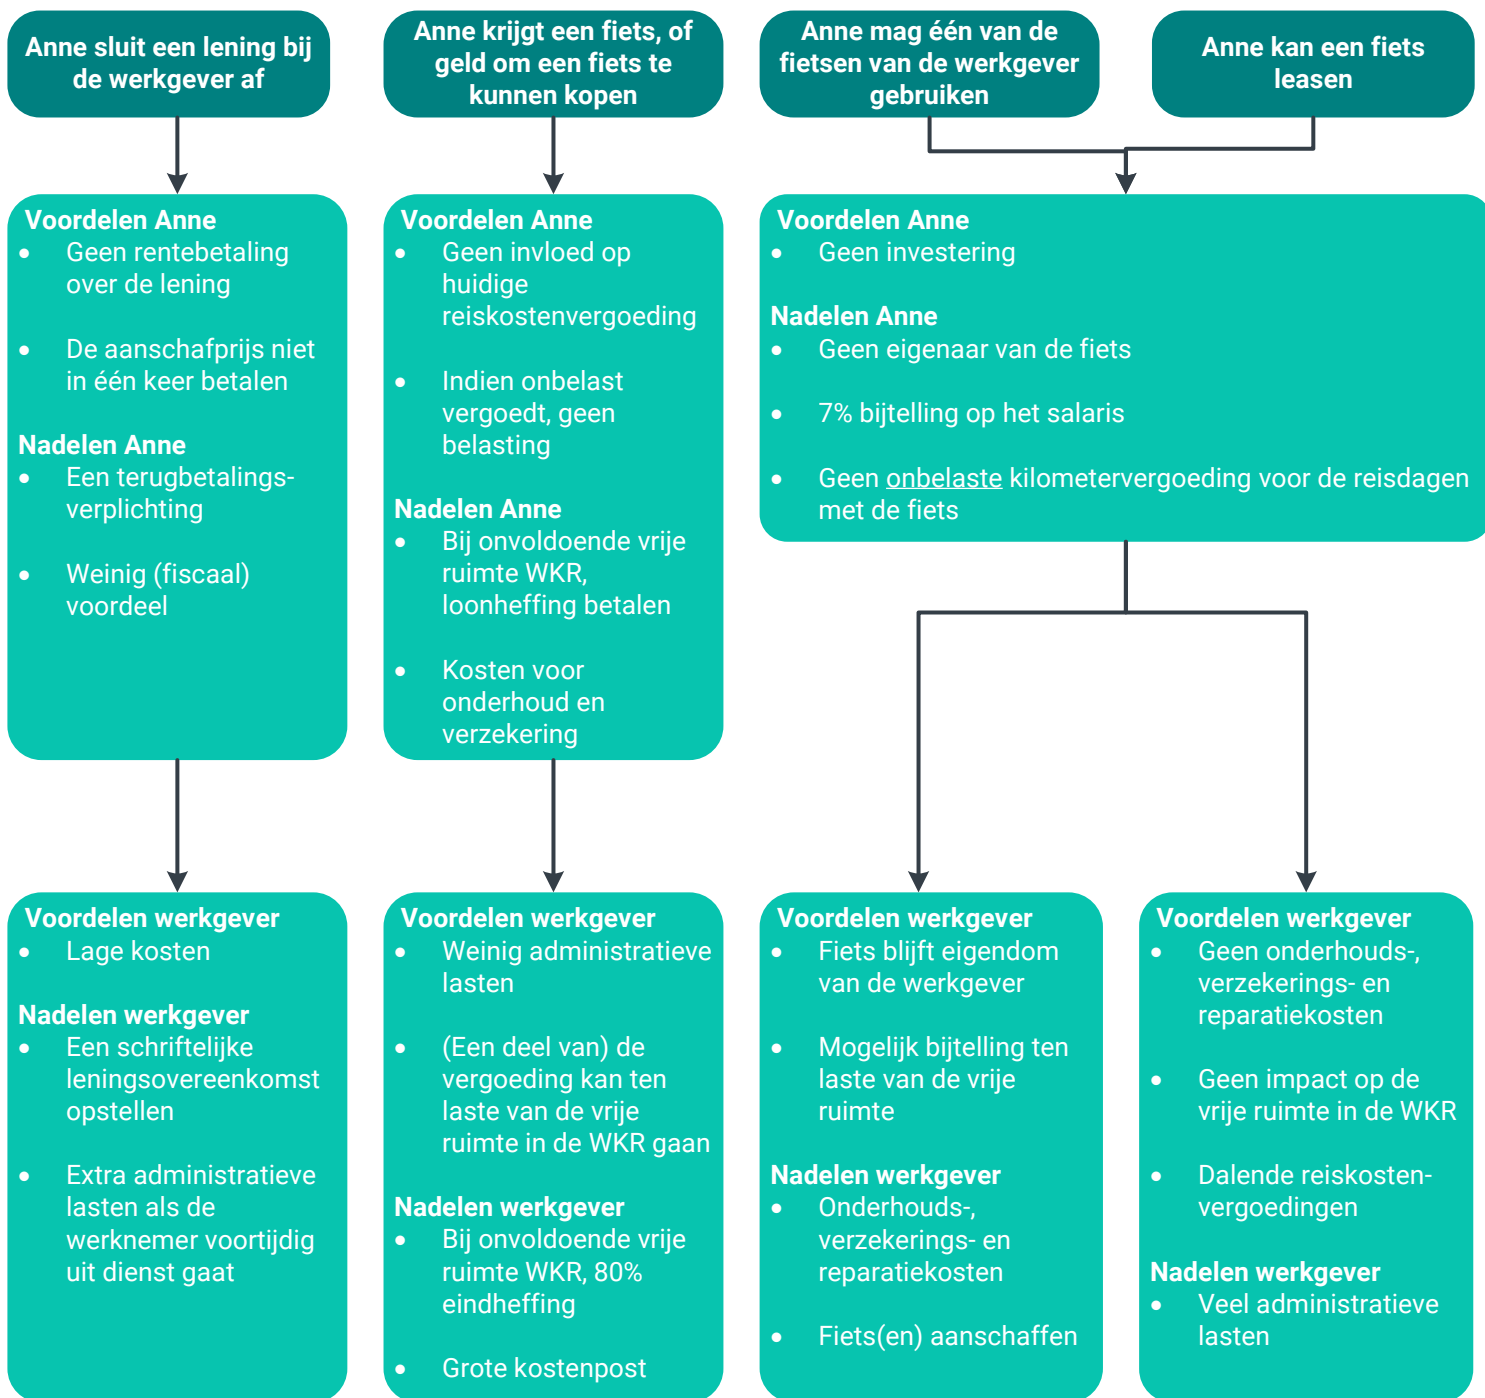 Anne sluit een lening bij
de werkgever af
Anne krijgt een fiets, of
geld om een fiets te
kunnen kopen
Anne mag één van de
fietsen van de werkgever
gebruiken
Anne kan een fiets
leasen
Voordelen Anne
• Geen rentebetaling
over de lening
• De aanschafprijs niet
in één keer betalen
Nadelen Anne
• Een terugbetalings-
verplichting
• Weinig (fiscaal)
voordeel
Voordelen Anne
• Geen invloed op
huidige
reiskostenvergoeding
• Indien onbelast
vergoedt, geen
belasting
Nadelen Anne
• Bij onvoldoende vrije
ruimte WKR,
loonheffing betalen
• Kosten voor
onderhoud en
verzekering
Voordelen Anne
• Geen investering
Nadelen Anne
• Geen eigenaar van de fiets
• 7% bijtelling op het salaris
• Geen onbelaste kilometervergoeding voor de reisdagen
met de fiets
Voordelen werkgever
• Lage kosten
Nadelen werkgever
• Een schriftelijke
leningsovereenkomst
opstellen
• Extra administratieve
lasten als de
werknemer voortijdig
uit dienst gaat
Voordelen werkgever
• Weinig administratieve
lasten
• (Een deel van) de
vergoeding kan ten
laste van de vrije
ruimte in de WKR gaan
Nadelen werkgever
• Bij onvoldoende vrije
ruimte WKR, 80%
eindheffing
• Grote kostenpost
Voordelen werkgever
• Fiets blijft eigendom
van de werkgever
• Mogelijk bijtelling ten
laste van de vrije
ruimte
Nadelen werkgever
• Onderhouds-,
verzekerings- en
reparatiekosten
• Fiets(en) aanschaffen
Voordelen werkgever
• Geen onderhouds-,
verzekerings- en
reparatiekosten
• Geen impact op de
vrije ruimte in de WKR
• Dalende reiskosten-
vergoedingen
Nadelen werkgever
• Veel administratieve
lasten